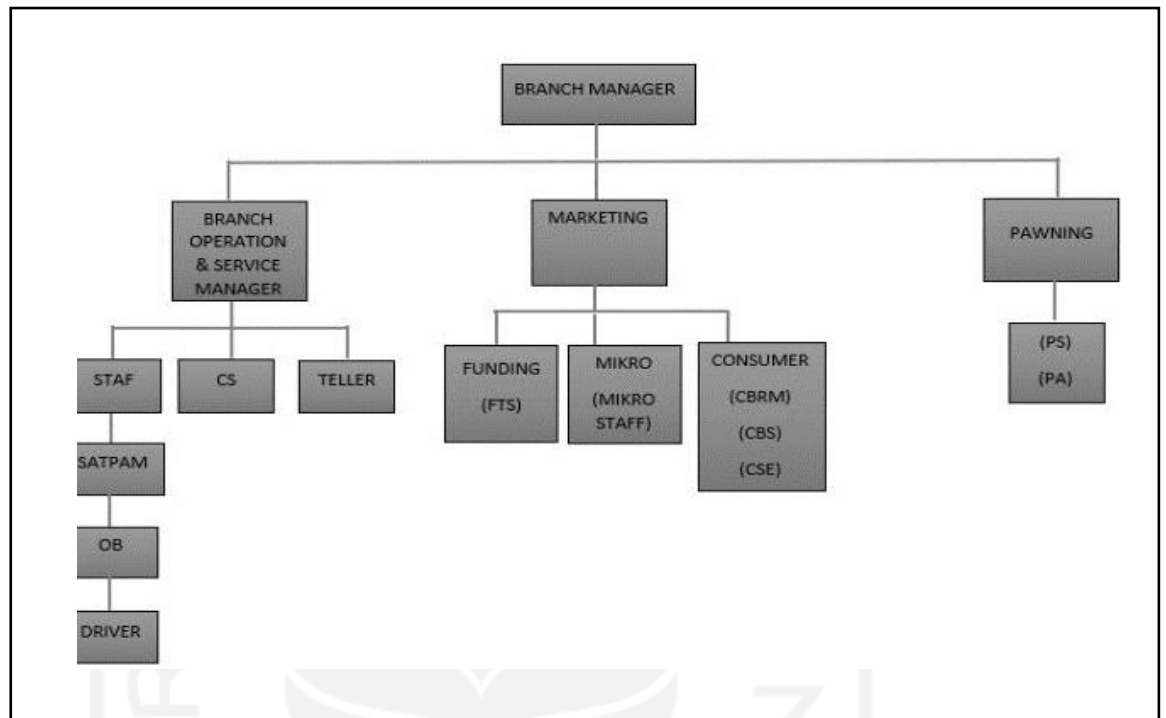 BRANCH MANAGER
BRANCH
OPERATION
& SERVICE
MANAGER
MARKETING
PAWNING
STAF
CS
TELLER
FUNDING
(FTS)
MIKRO
(MIKRO
STAFF)
CONSUMER
(CBRM)
(CBS)
(CSE)
(PS)
(PA)
SATPAM
OB
DRIVER